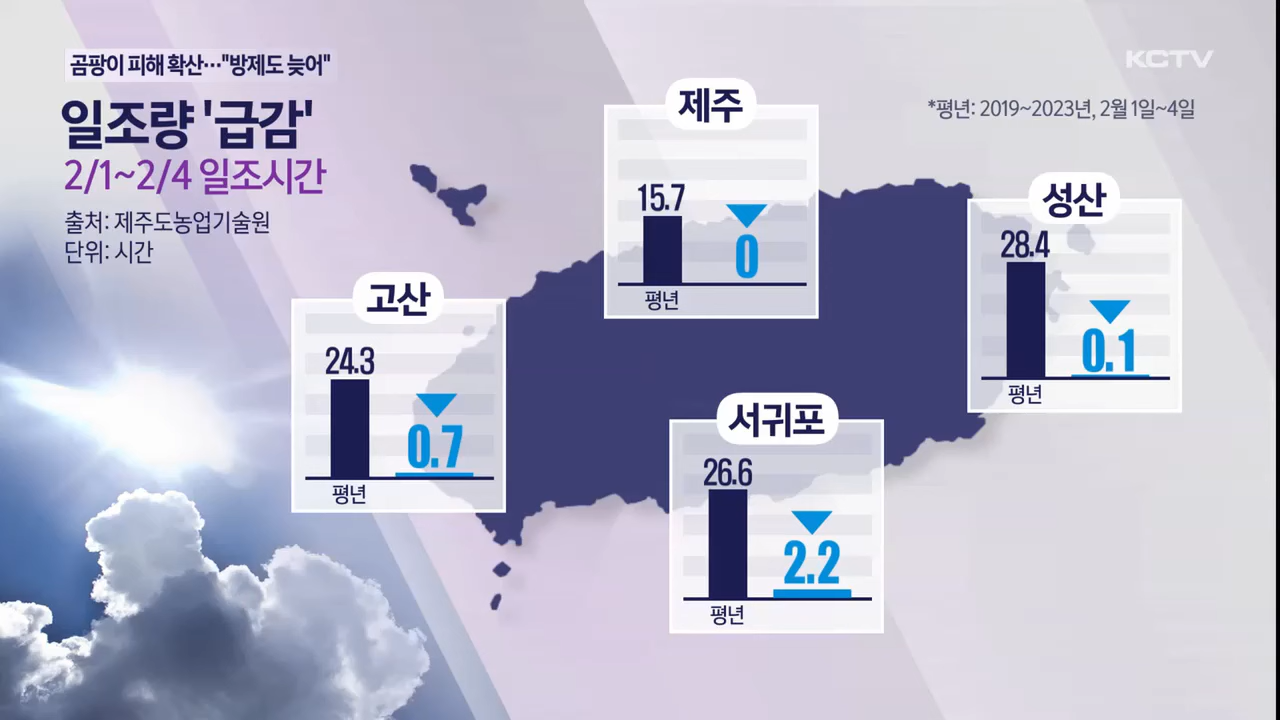 곰팡이 피해 확산…"방제도 늦어"
일조량 '급감'
2/1~2/4 일조시간
출처: 제주도농업기술원
단위: 시간
KCTV
*평년: 2019~2023년, 2월 1일~4일
제주
15.7
0
평년
성산
28.4
0.1
평년
고산
24.3
0.7
평년
서귀포
26.6
2.2
평년